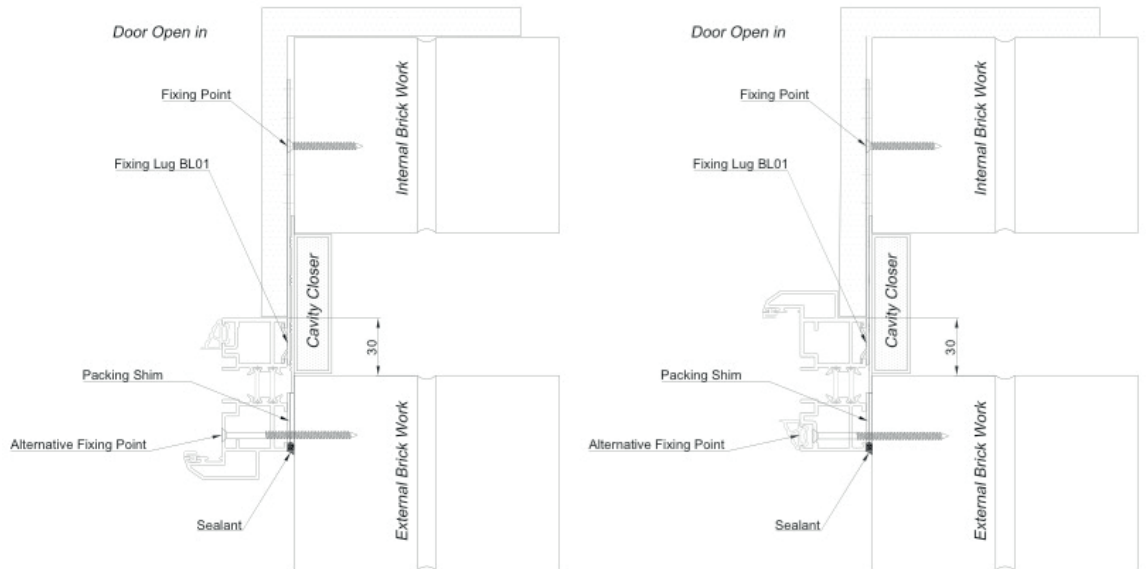 Door Open in
Fixing Point
Internal Brick Work
Fixing Lug BL01
Cavity Closer
30
Packing Shim
Alternative Fixing Point
External Brick Work
Sealant
Door Open in
Fixing Point
Internal Brick Work
Fixing Lug BL01
Cavity Closer
30
Packing Shim
Alternative Fixing Point
External Brick Work
Sealant